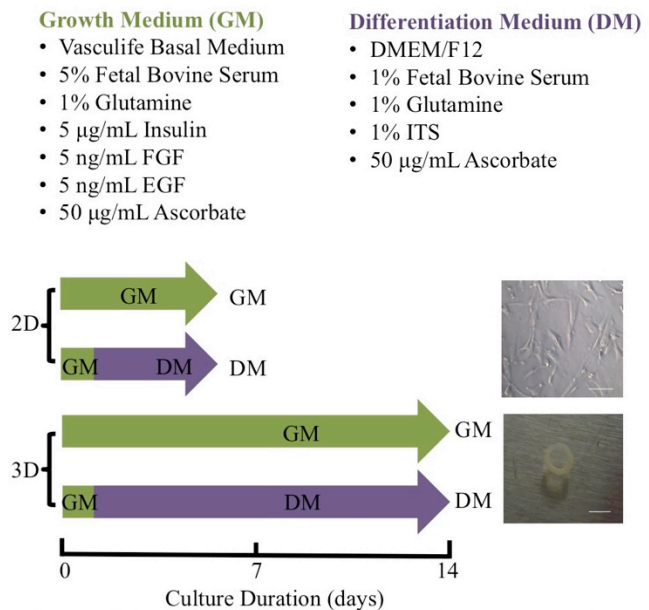 Growth Medium (GM)
• Vasculife Basal Medium
• 5% Fetal Bovine Serum
• 1% Glutamine
• 5 µg/mL Insulin
• 5 ng/mL FGF
• 5 ng/mL EGF
• 50 µg/mL Ascorbate
Differentiation Medium (DM)
• DMEM/F12
• 1% Fetal Bovine Serum
• 1% Glutamine
• 1% ITS
• 50 µg/mL Ascorbate
2D
GM GM
GM DM DM
3D
GM GM
GM DM DM
0 7 14
Culture Duration (days)